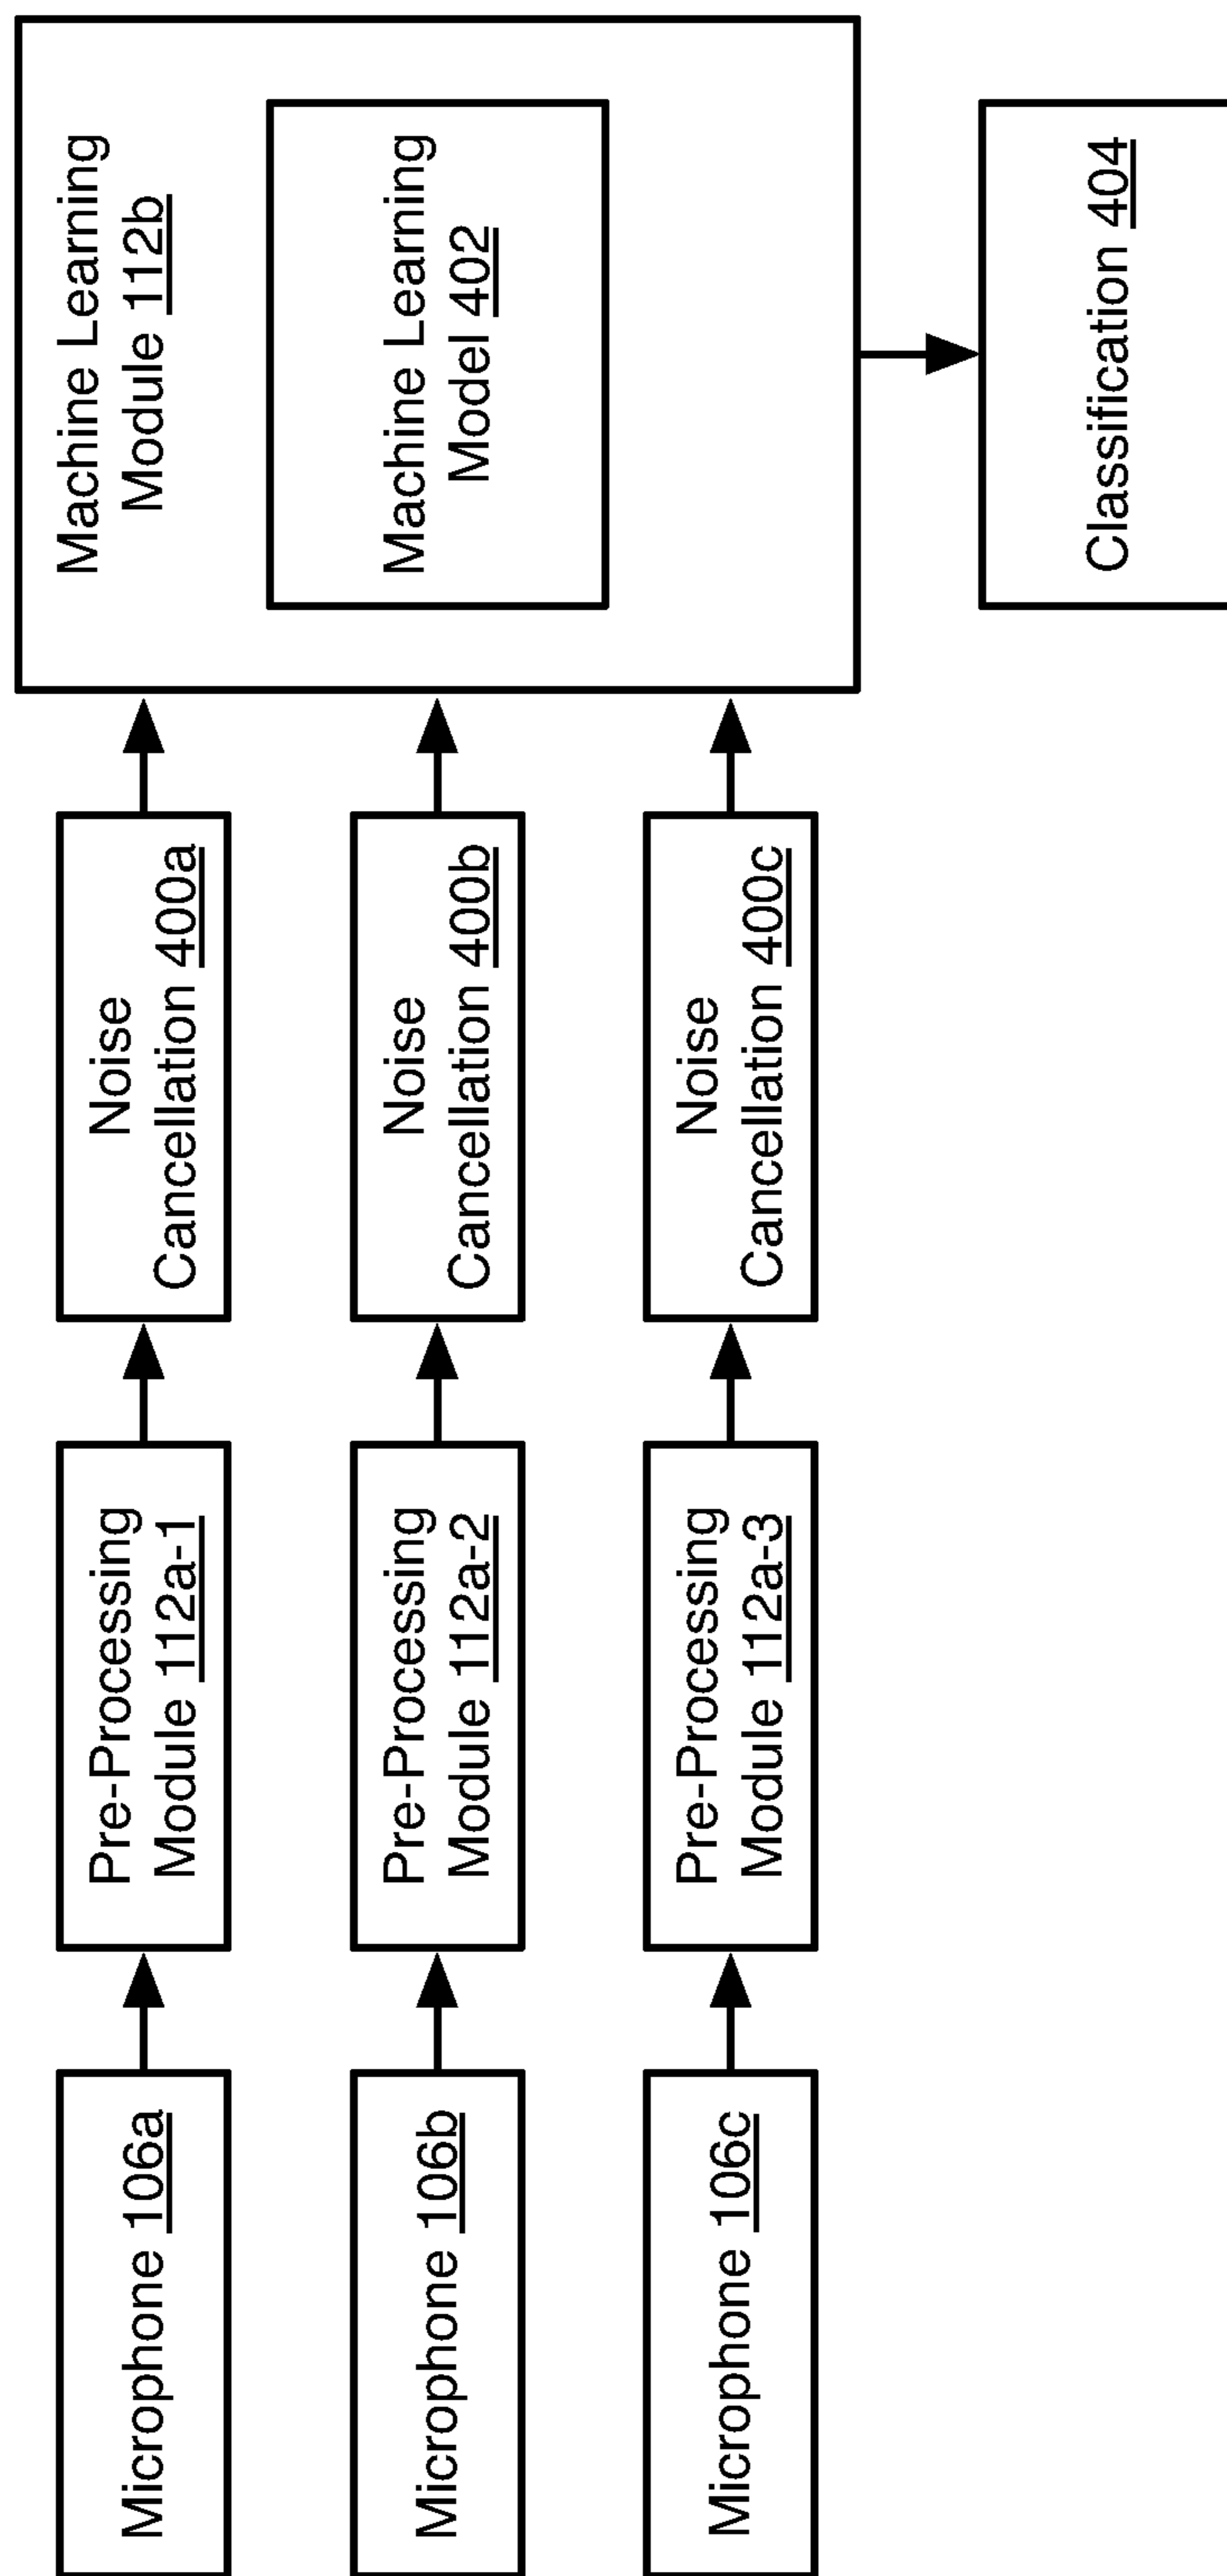 Microphone 106a
Pre-Processing
Module 112a-1
Noise
Cancellation 400a
Machine Learning
Module 112b
Microphone 106b
Pre-Processing
Module 112a-2
Noise
Cancellation 400b
Machine Learning
Model 402
Microphone 106c
Pre-Processing
Module 112a-3
Noise
Cancellation 400c
Classification 404